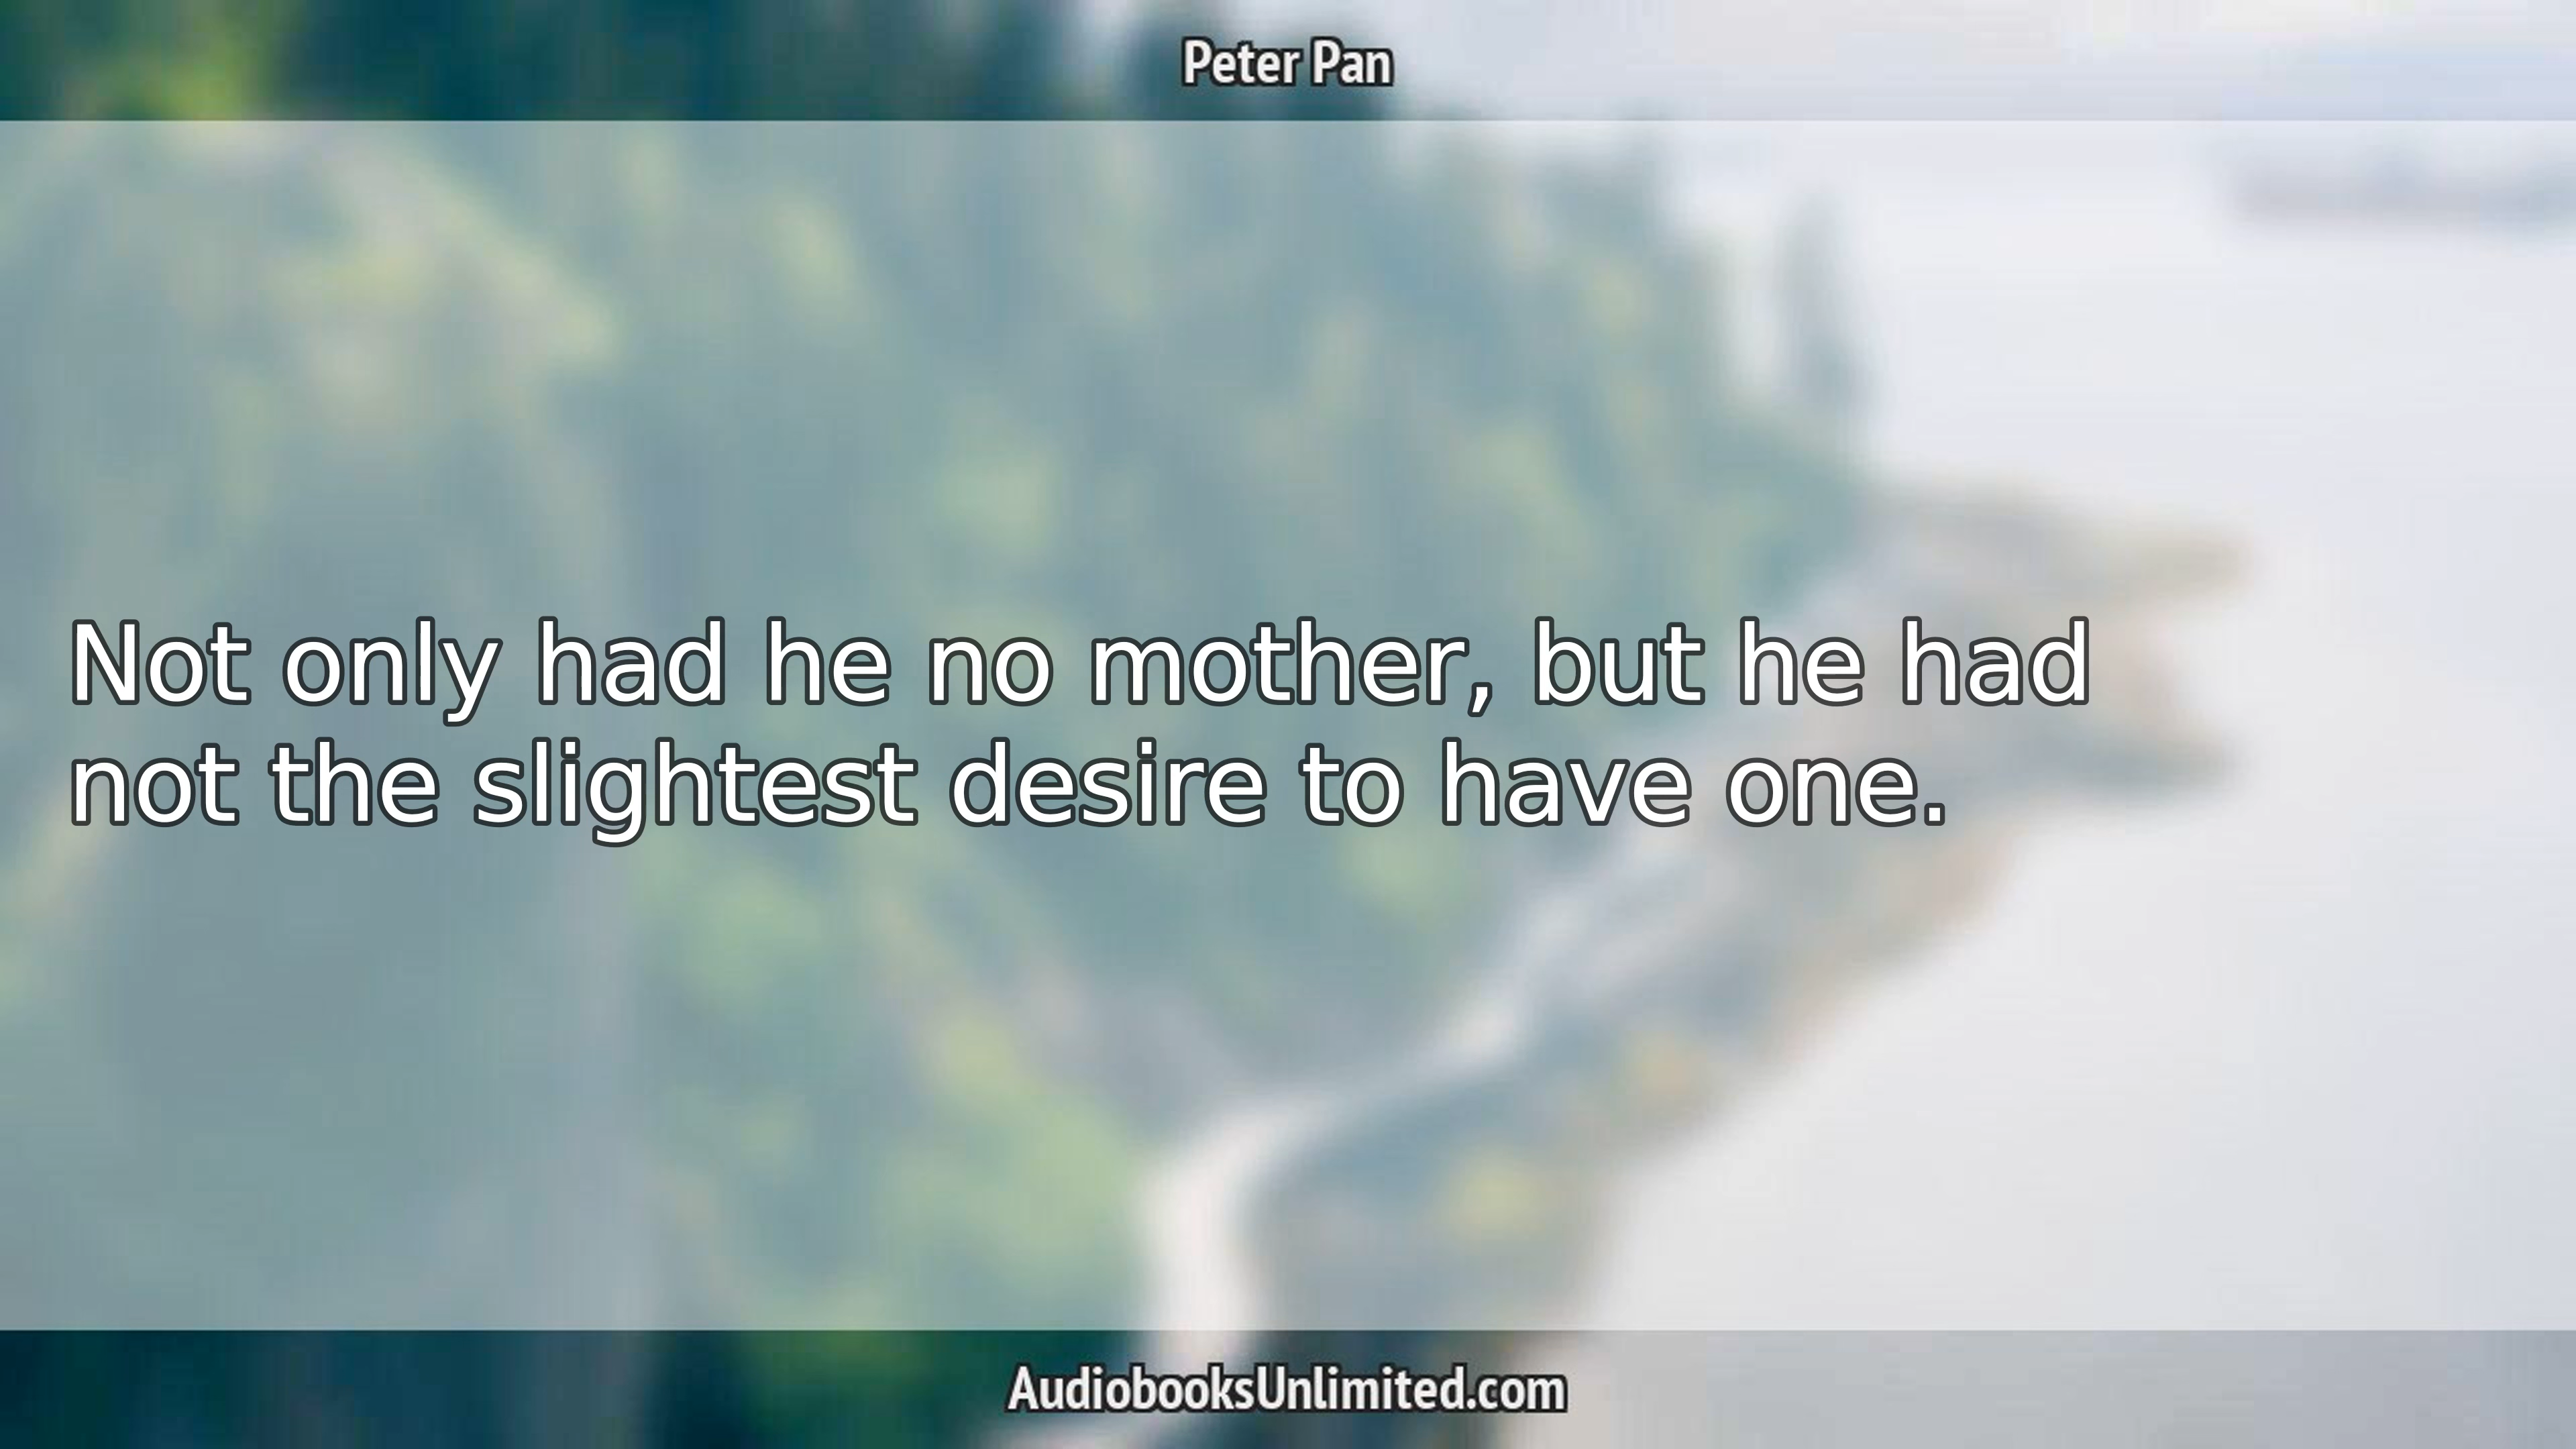 Peter Pan
Not only had he no mother, but he had
not the slightest desire to have one.
AudiobooksUnlimited.com